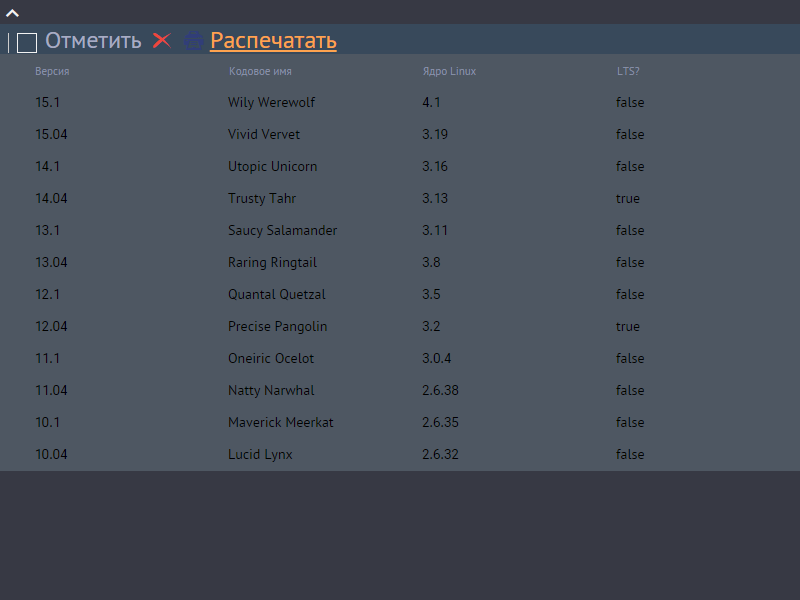 Отметить Распечатать
Версия Кодовое имя Ядро Linux LTS?
15.1 Wily Werewolf 4.1 false
15.04 Vivid Vervet 3.19 false
14.1 Utopic Unicorn 3.16 false
14.04 Trusty Tahr 3.13 true
13.1 Saucy Salamander 3.11 false
13.04 Raring Ringtail 3.8 false
12.1 Quantal Quetzal 3.5 false
12.04 Precise Pangolin 3.2 true
11.1 Oneiric Ocelot 3.0.4 false
11.04 Natty Narwhal 2.6.38 false
10.1 Maverick Meerkat 2.6.35 false
10.04 Lucid Lynx 2.6.32 false